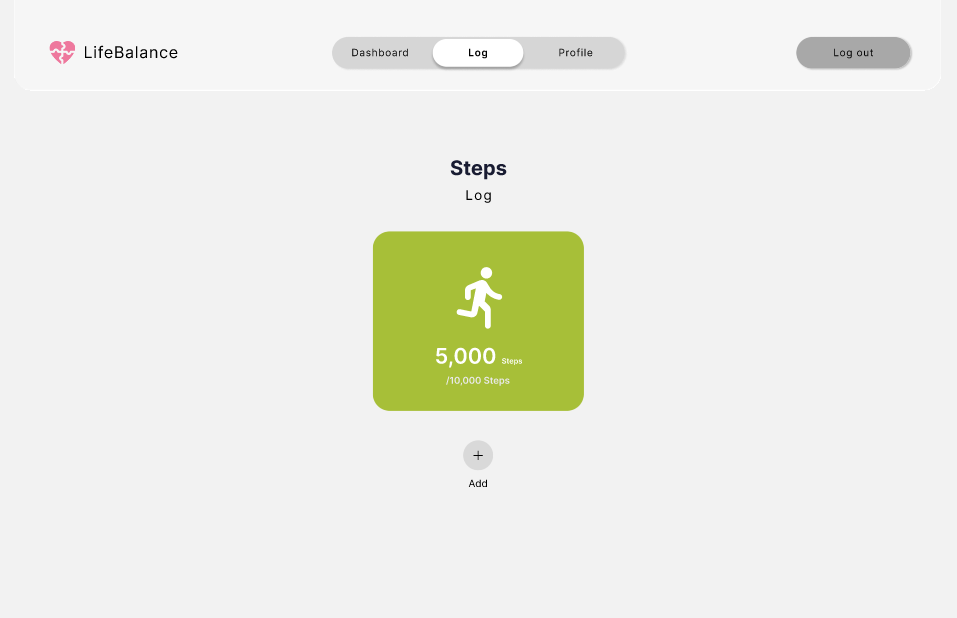 LifeBalance
Dashboard
Log
Profile
Log out
Steps
Log
5,000 Steps
/10,000 Steps
Add